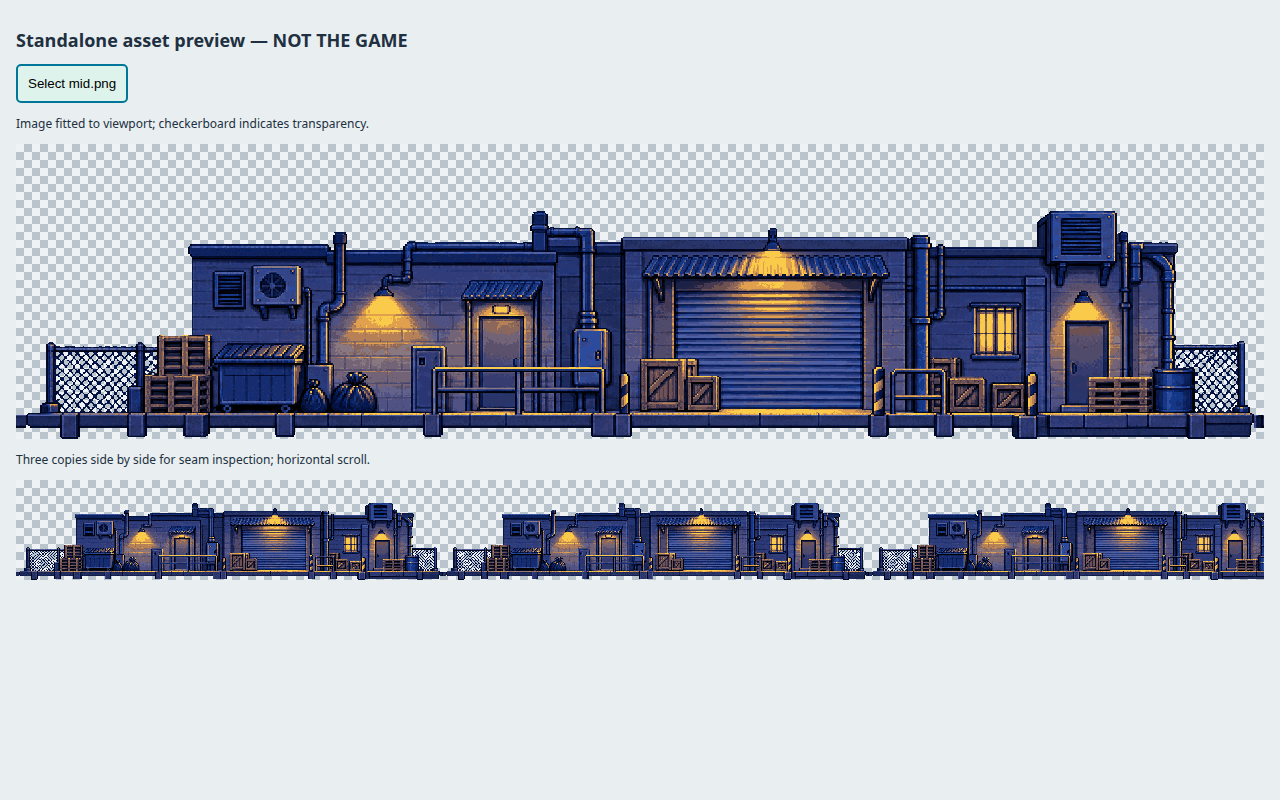 Standalone asset preview — NOT THE GAME
Select mid.png
Image fitted to viewport; checkerboard indicates transparency.
Three copies side by side for seam inspection; horizontal scroll.